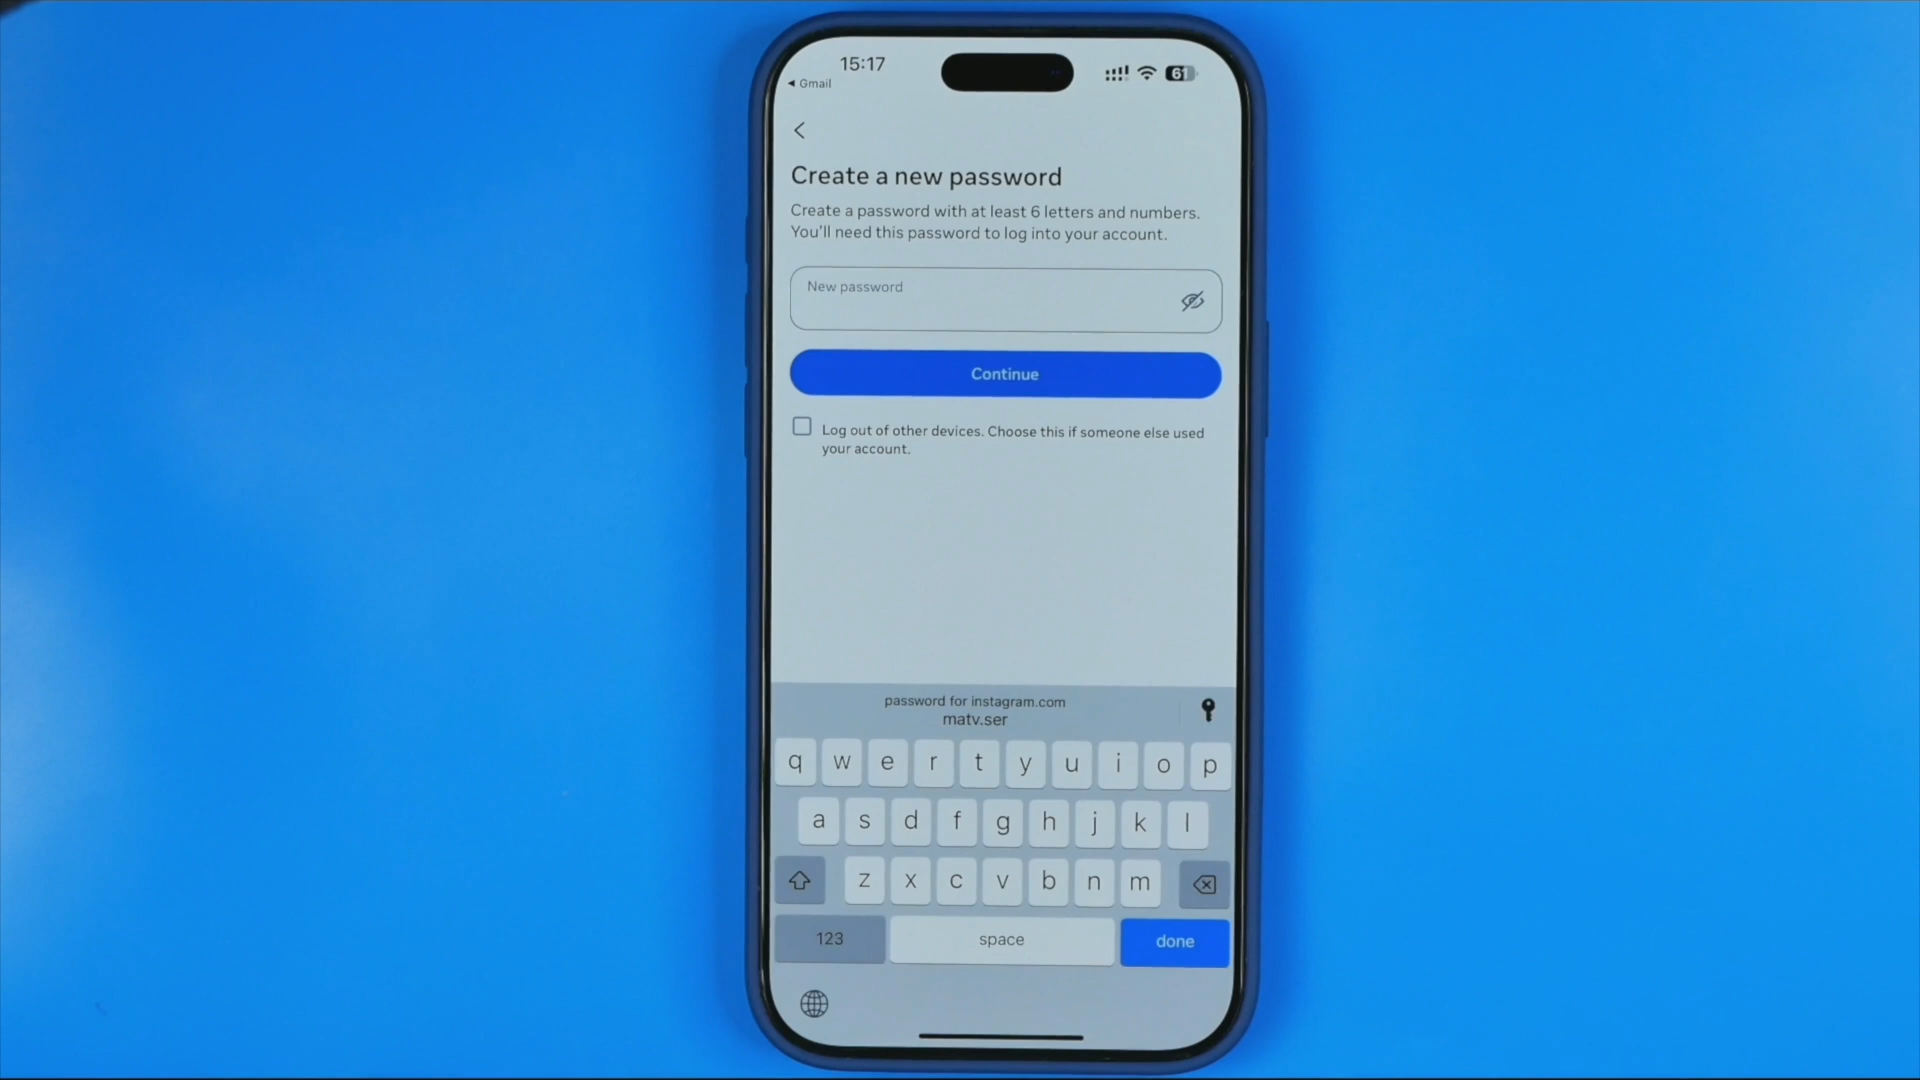 15:17
61
◂ Gmail
Create a new password
Create a password with at least 6 letters and numbers.
You'll need this password to log into your account.
New password
Continue
Log out of other devices. Choose this if someone else used
your account.
password for instagram.com
matv.ser
q w e r t y u i o p
a s d f g h j k l
z x c v b n m
123 space done